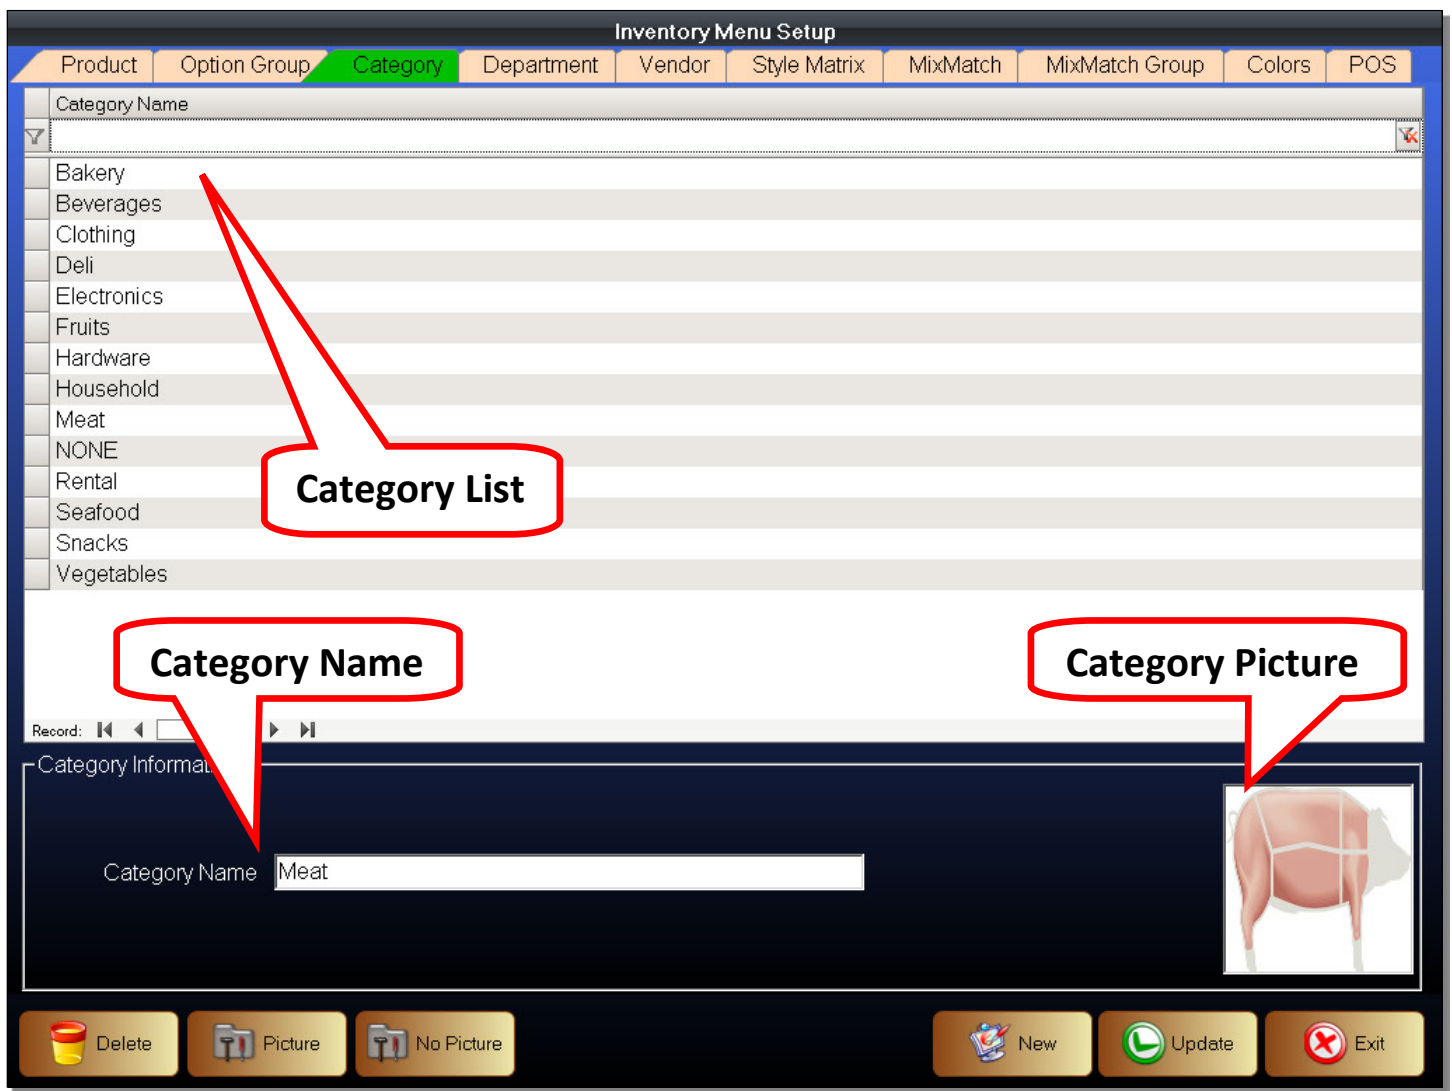 Inventory Menu Setup
Product Option Group Category Department Vendor Style Matrix MixMatch MixMatch Group Colors POS
Category Name
Bakery
Beverages
Clothing
Deli
Electronics
Fruits
Hardware
Household
Meat
NONE
Rental
Category List
Seafood
Snacks
Vegetables
Category Name
Category Picture
Record:
Category Informat
Category Name Meat
Delete Picture No Picture New Update Exit